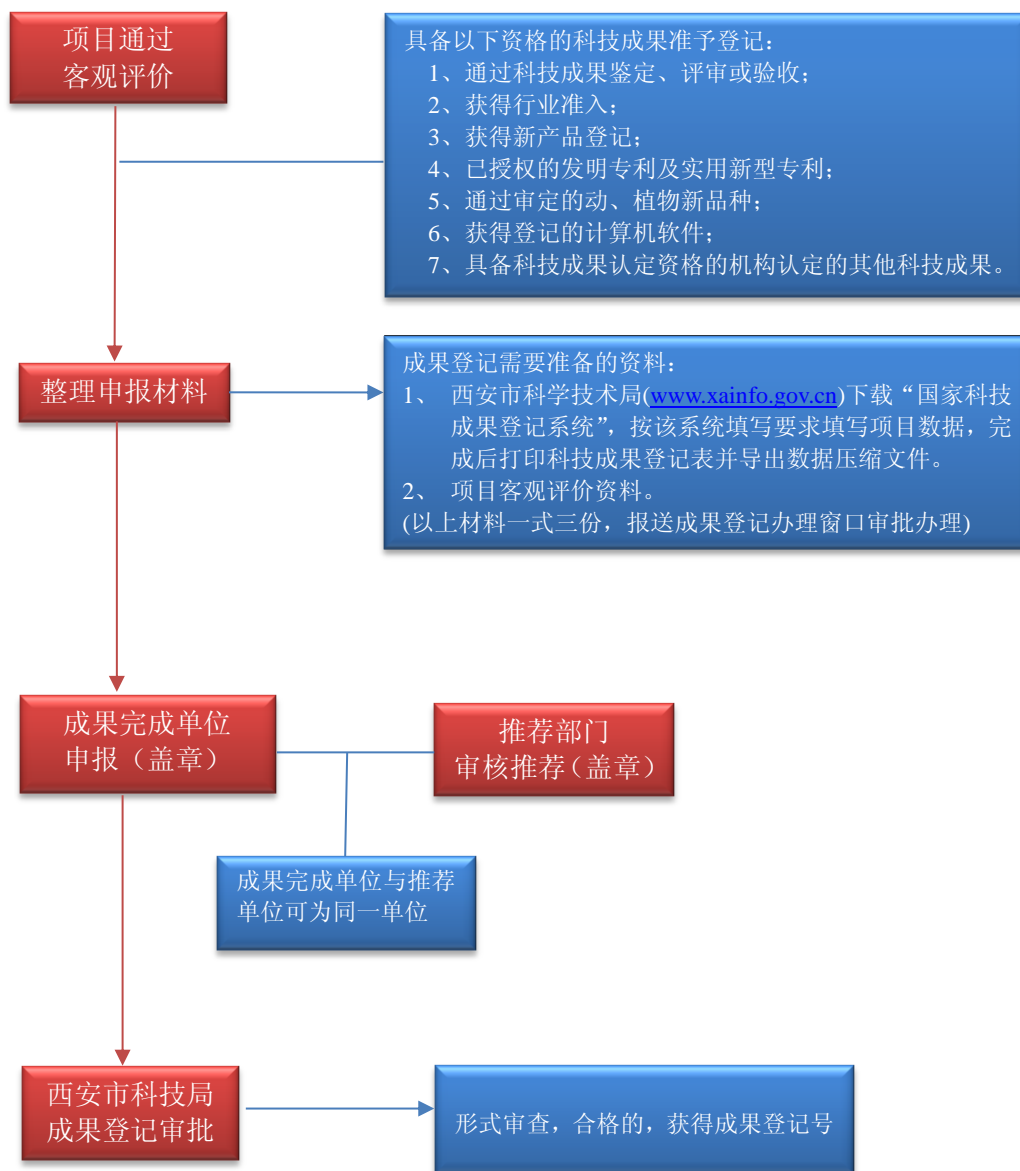 项目通过
客观评价
具备以下资格的科技成果准予登记：
1、通过科技成果鉴定、评审或验收；
2、获得行业准入；
3、获得新产品登记；
4、已授权的发明专利及实用新型专利；
5、通过审定的动、植物新品种；
6、获得登记的计算机软件；
7、具备科技成果认定资格的机构认定的其他科技成果。
整理申报材料
成果登记需要准备的资料：
1、 西安市科学技术局(www.xainfo.gov.cn)下载“国家科技
成果登记系统”，按该系统填写要求填写项目数据，完
成后打印科技成果登记表并导出数据压缩文件。
2、 项目客观评价资料。
(以上材料一式三份，报送成果登记办理窗口审批办理)
成果完成单位
申报（盖章）
推荐部门
审核推荐（盖章）
成果完成单位与推荐
单位可为同一单位
西安市科技局
成果登记审批
形式审查，合格的，获得成果登记号